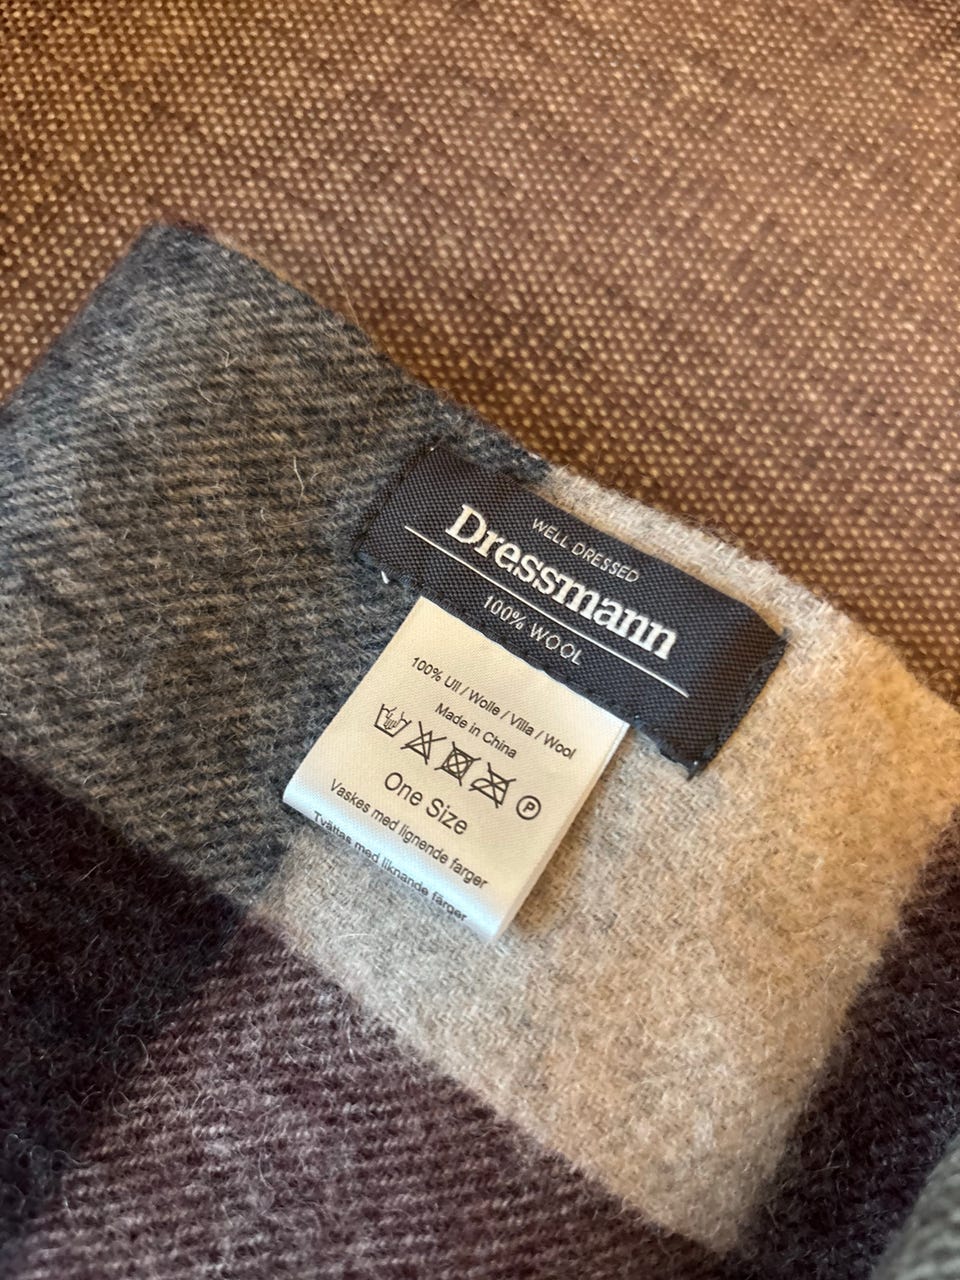 WELL DRESSED
Dressmann
100% WOOL
100% Ull / Wolle / Villa / Wool
Made in China
P
One Size
Vaskes med lignende farger
Tvättas med liknande färger